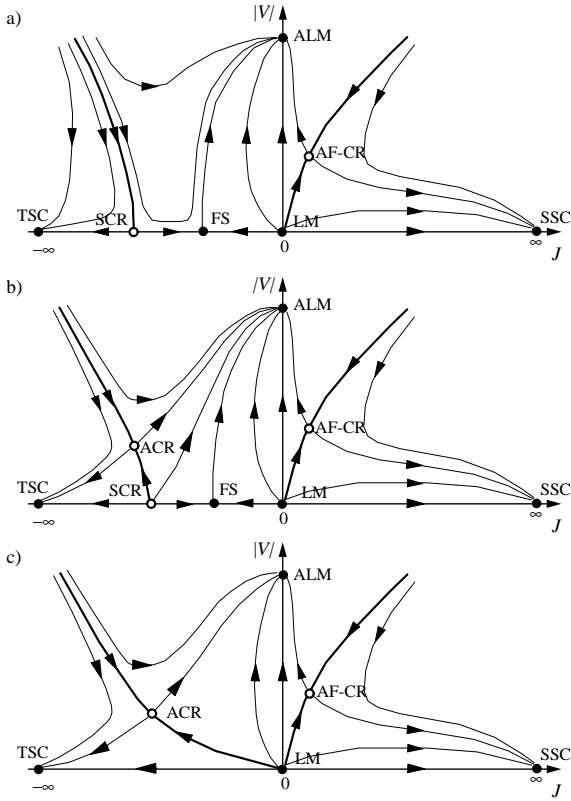 a)
|V|
ALM
AF-CR
TSC
SCR
FS
LM
SSC
−∞
0
∞
J
b)
|V|
ALM
AF-CR
ACR
TSC
SCR
FS
LM
SSC
−∞
0
∞
J
c)
|V|
ALM
AF-CR
ACR
TSC
LM
SSC
−∞
0
∞
J